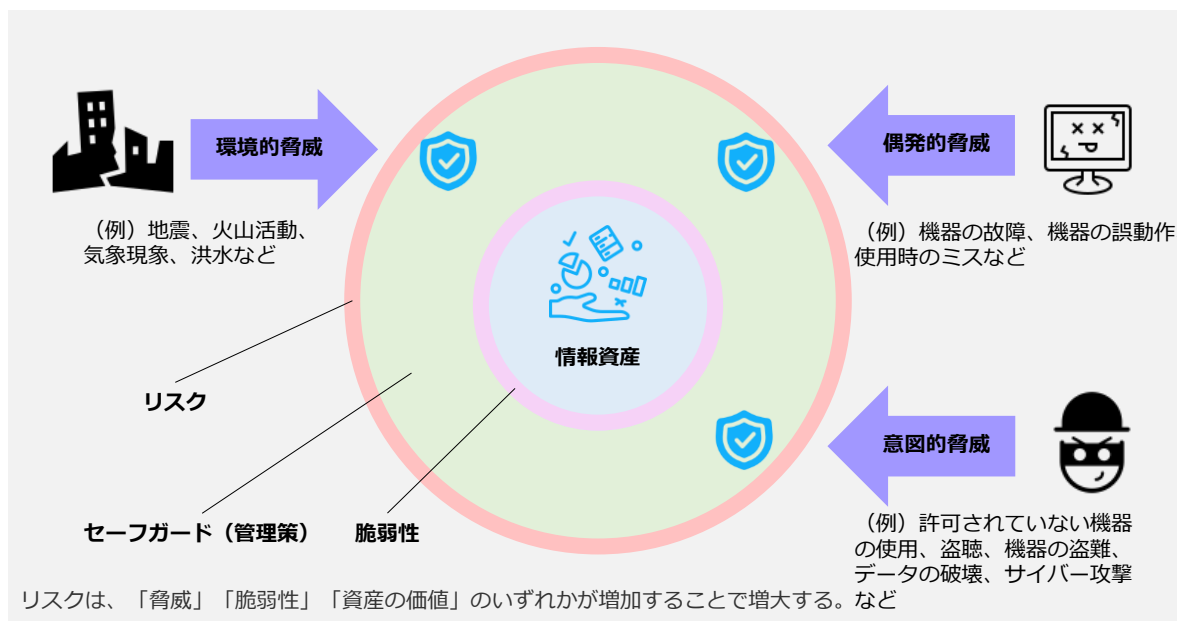 環境的脅威
（例）地震、火山活動、
気象現象、洪水など
偶発的脅威
（例）機器の故障、機器の誤動作
使用時のミスなど
情報資産
リスク
セーフガード（管理策）
脆弱性
意図的脅威
（例）許可されていない機器
の使用、盗聴、機器の盗難、
データの破壊、サイバー攻撃
など
リスクは、「脅威」「脆弱性」「資産の価値」のいずれかが増加することで増大する。